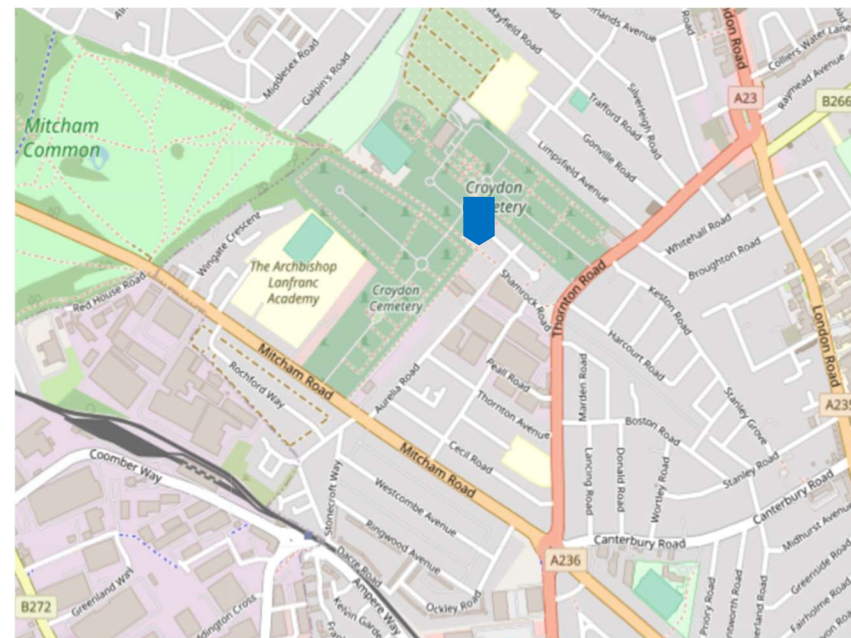 Middlesex Road
Galpin's Road
Mayfield Road
Avenue
Road
London Road
Colliers Water Lane
Raymead Avenue
A23
B266
Mitcham
Common
Silverleigh Road
Trafford Road
Gonville Road
Limpsfield Avenue
Croydon
Whitehall Road
Broughton Road
Wingate Crescent
The Archbishop
Lanfranc
Academy
Red House Road
Croydon
Cemetery
Shamrock Road
Thornton Road
Keston Road
London Road
Harcourt Road
Mitcham Road
Rochford Way
Aurelia Road
Peall Road
Thornton Avenue
Marden Road
Stanley Grove
Boston Road
Cecil Road
Mitcham Road
Lancing Road
Donald Road
Wortley Road
Stanley Road
Coomber Way
Stonecroft Way
Westcombe Avenue
Ringwood Avenue
Canterbury Road
Canterbury Road
Midhurst Avenue
Greenside Road
Fairholme Road
A236
Dacre Road
Ampere Way
Ockley Road
Greenland Way
B272